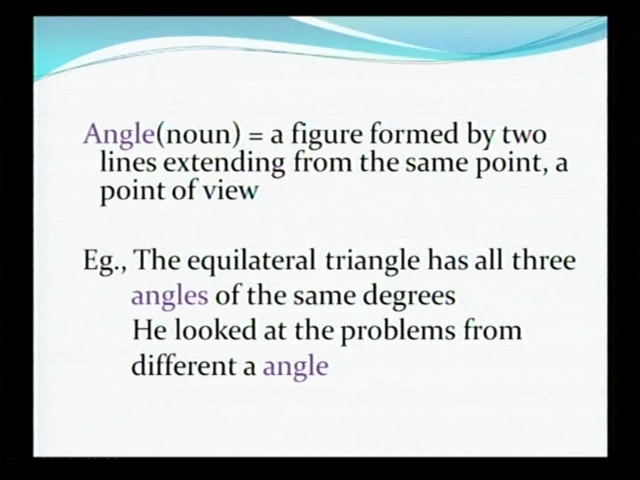 Angle(noun) = a figure formed by two
lines extending from the same point, a
point of view
Eg., The equilateral triangle has all three
angles of the same degrees
He looked at the problems from
different a angle